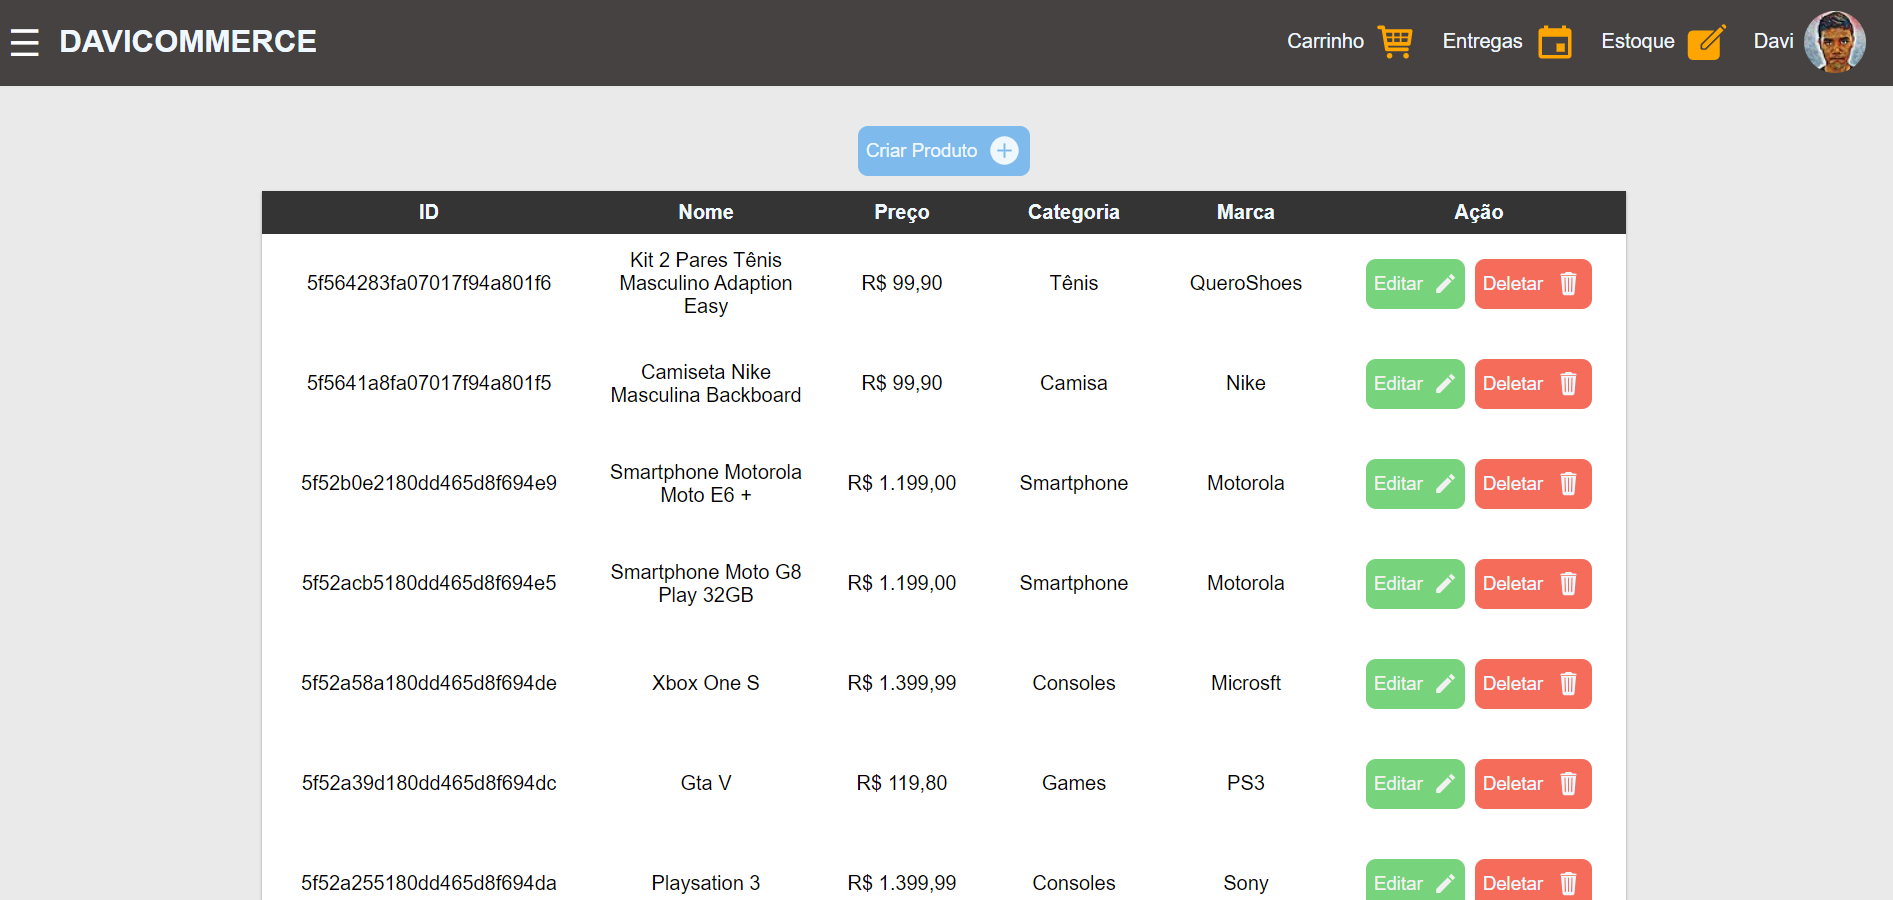 ☰ DAVICOMMERCE Carrinho Entregas Estoque Davi
Criar Produto
ID Nome Preço Categoria Marca Ação
Kit 2 Pares Tênis
5f564283fa07017f94a801f6 Masculino Adaption R$ 99,90 Tênis QueroShoes Editar Deletar
Easy
Camiseta Nike
5f5641a8fa07017f94a801f5 R$ 99,90 Camisa Nike Editar Deletar
Masculina Backboard
Smartphone Motorola
5f52b0e2180dd465d8f694e9 R$ 1.199,00 Smartphone Motorola Editar Deletar
Moto E6 +
Smartphone Moto G8
5f52acb5180dd465d8f694e5 R$ 1.199,00 Smartphone Motorola Editar Deletar
Play 32GB
5f52a58a180dd465d8f694de Xbox One S R$ 1.399,99 Consoles Microsft Editar Deletar
5f52a39d180dd465d8f694dc Gta V R$ 119,80 Games PS3 Editar Deletar
5f52a255180dd465d8f694da Playsation 3 R$ 1.399,99 Consoles Sony Editar Deletar